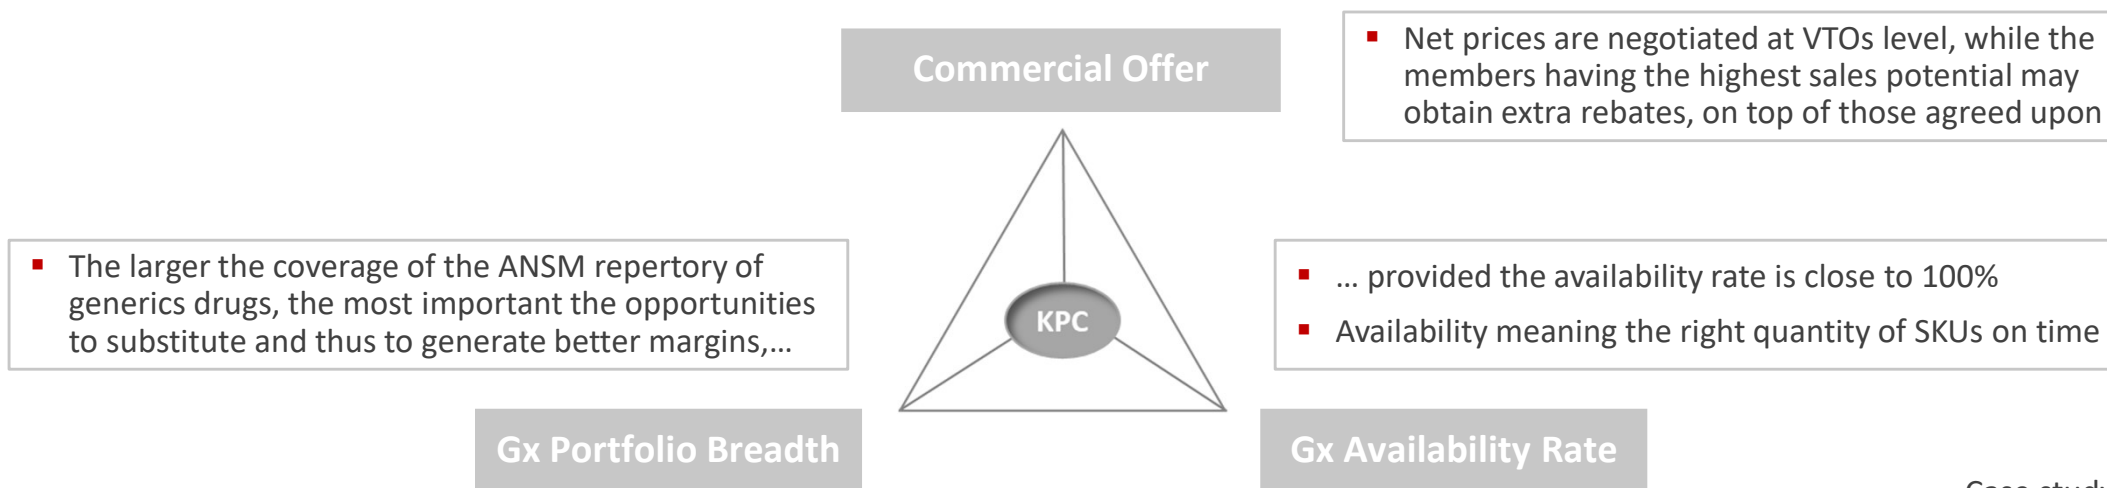 Commercial Offer
▪ Net prices are negotiated at VTOs level, while the
members having the highest sales potential may
obtain extra rebates, on top of those agreed upon
▪ The larger the coverage of the ANSM repertory of
generics drugs, the most important the opportunities
to substitute and thus to generate better margins,...
KPC
▪ ... provided the availability rate is close to 100%
▪ Availability meaning the right quantity of SKUs on time
Gx Portfolio Breadth
Gx Availability Rate